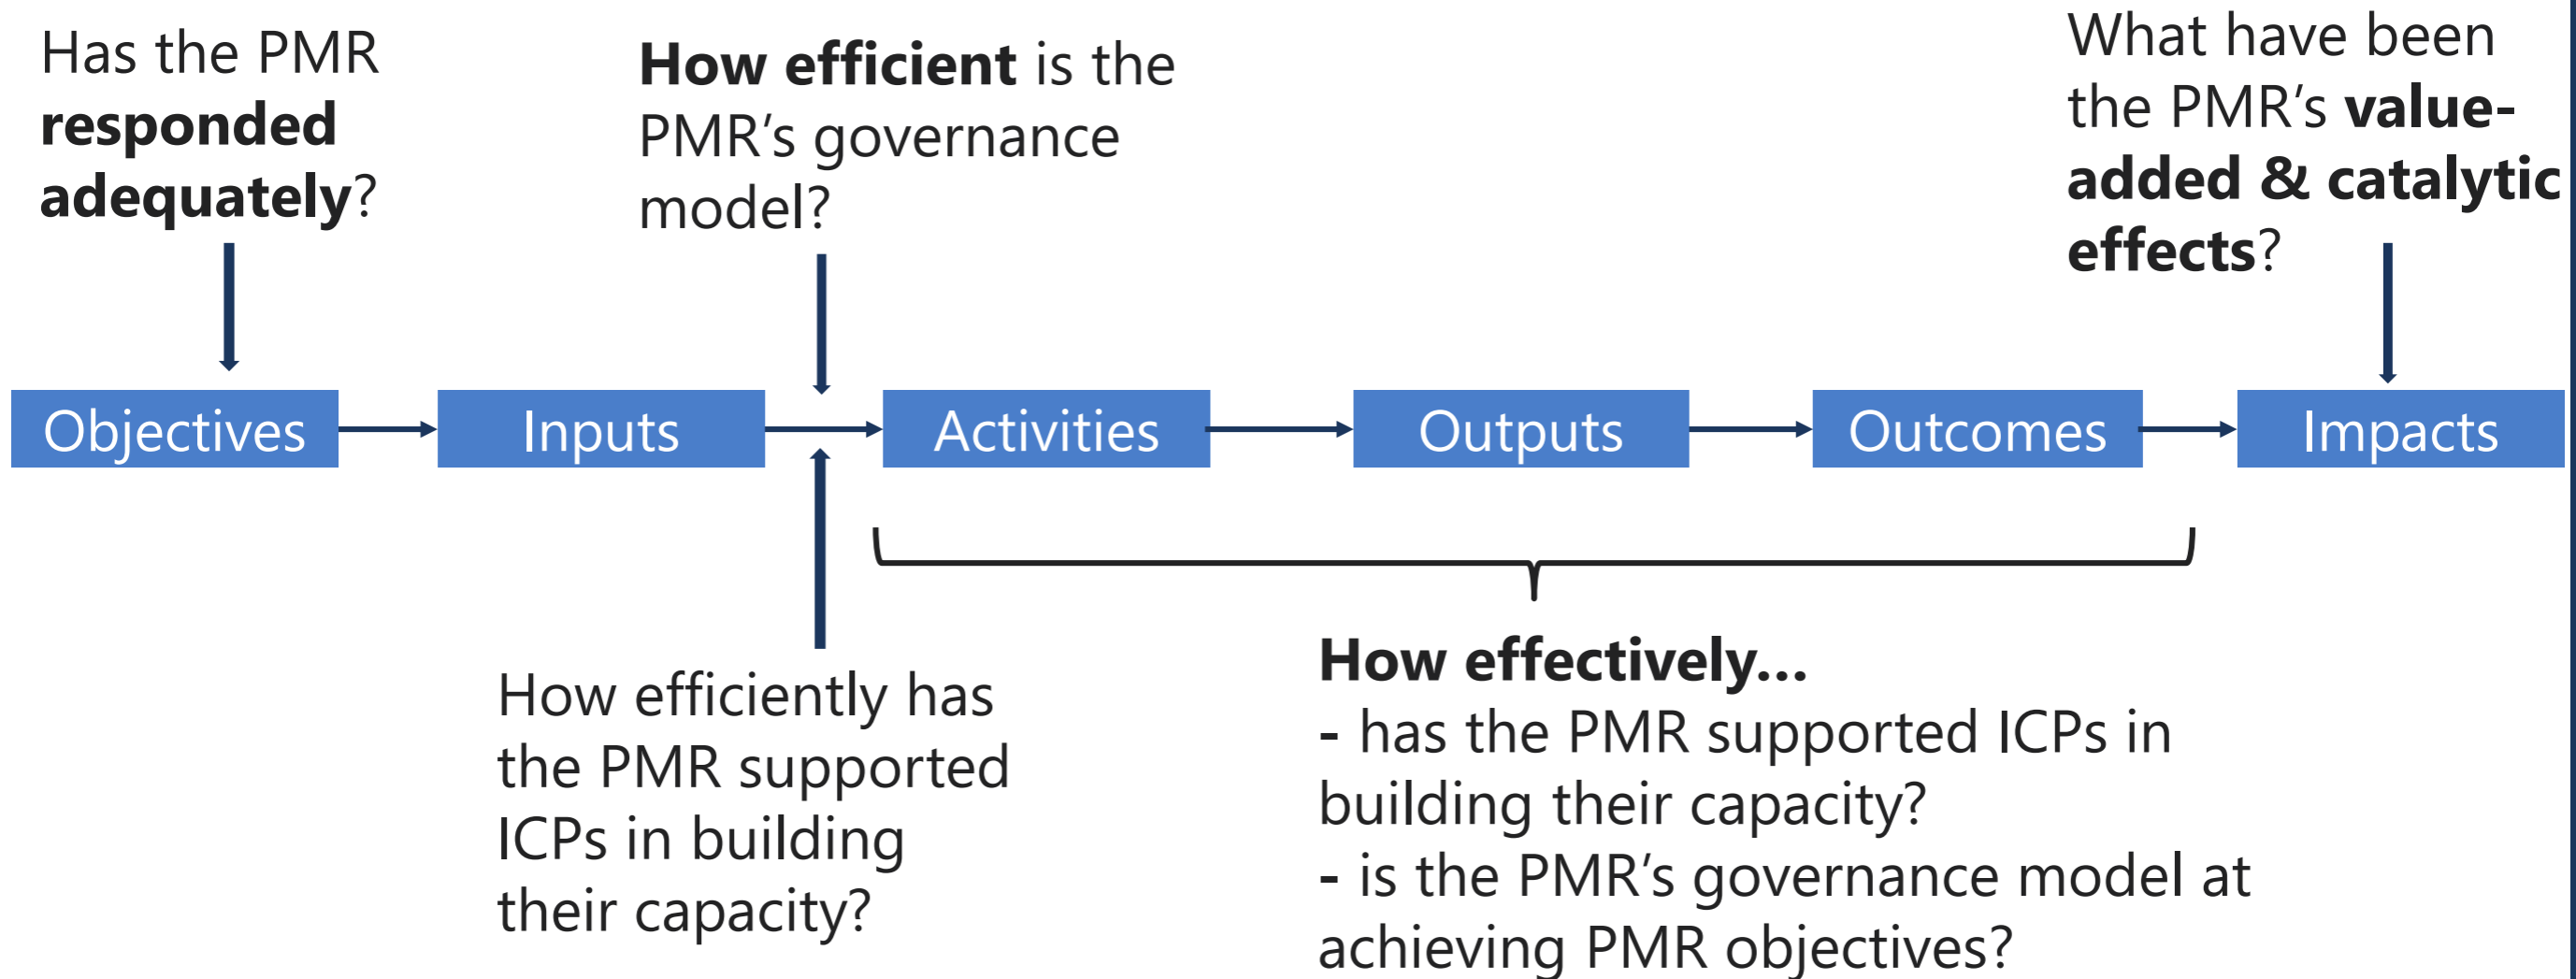 Has the PMR
responded
adequately?
How efficient is the
PMR’s governance
model?
What have been
the PMR’s value-
added & catalytic
effects?
Objectives
Inputs
Activities
Outputs
Outcomes
Impacts
How efficiently has
the PMR supported
ICPs in building
their capacity?
How effectively...
- has the PMR supported ICPs in
building their capacity?
- is the PMR’s governance model at
achieving PMR objectives?